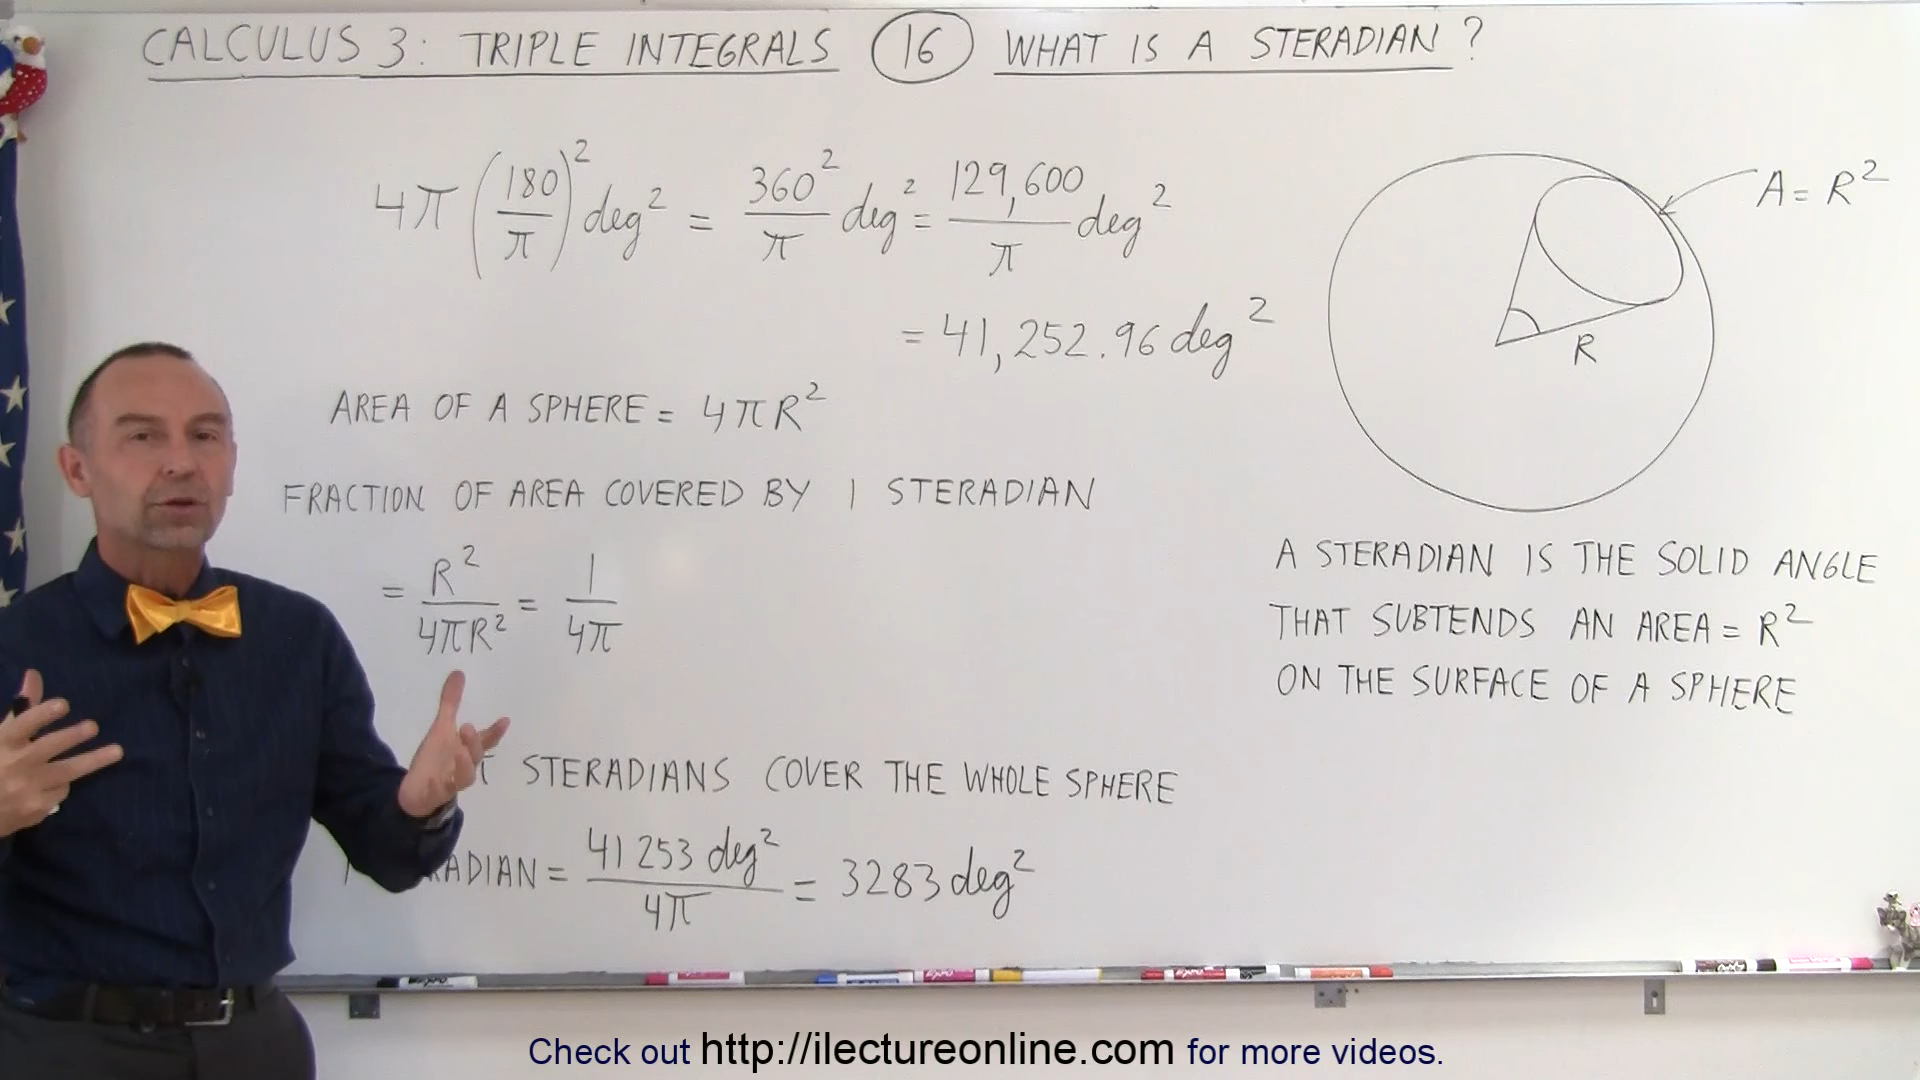 CALCULUS 3: TRIPLE INTEGRALS (16) WHAT IS A STERADIAN?
4π (180/π)² deg² = 360²/π deg² = 129,600/π deg²
= 41,252.96 deg²
A = R²
R
AREA OF A SPHERE = 4πR²
FRACTION OF AREA COVERED BY 1 STERADIAN
= R²/4πR² = 1/4π
A STERADIAN IS THE SOLID ANGLE
THAT SUBTENDS AN AREA = R²
ON THE SURFACE OF A SPHERE
STERADIANS COVER THE WHOLE SPHERE
RADIAN = 41253 deg²/4π = 3283 deg²
Check out http://ilectureonline.com for more videos.